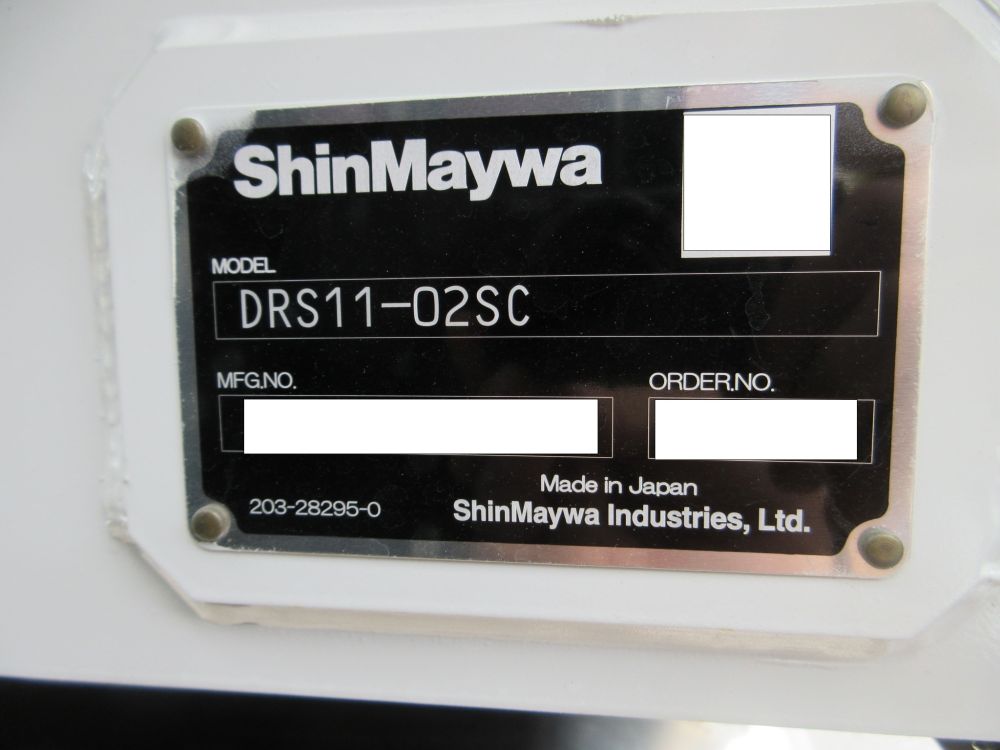 ShinMaywa
MODEL
DRS11-02SC
MFG.NO.
ORDER.NO.
Made in Japan
203-28295-0
ShinMaywa Industries, Ltd.